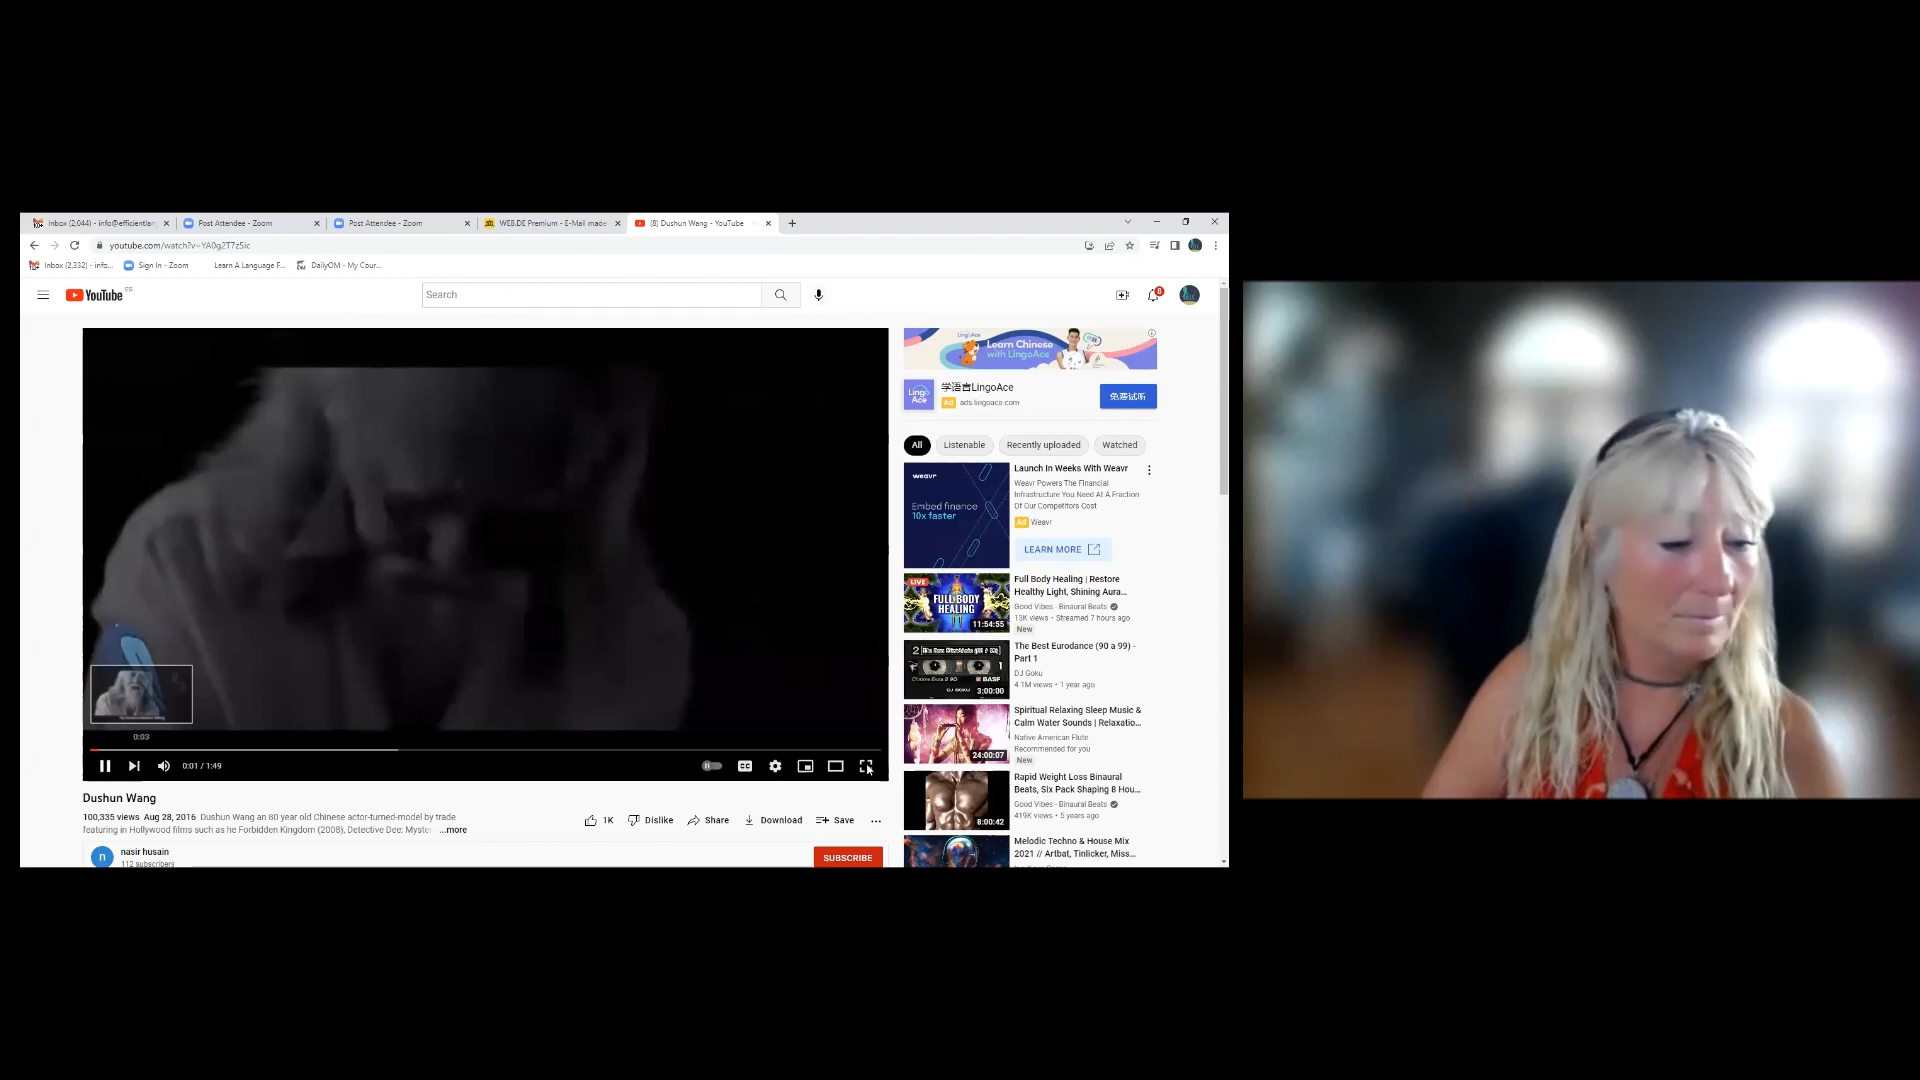 Inbox (2,044) - info@efficientlan
Post Attendee - Zoom
Post Attendee - Zoom
WEB.DE Premium - E-Mail made
(8) Dushun Wang - YouTube
youtube.com/watch?v=YA0g2T7z5ic
Inbox (2,332) - info...
Sign In - Zoom
Learn A Language F...
DailyOM - My Cour...
YouTube ES
Search
8
LingoAce
Learn Chinese
with LingoAce
Lingo
Ace
学语言LingoAce
Ad ads.lingoace.com
免费试听
All
Listenable
Recently uploaded
Watched
weavr
Embed finance
10x faster
Launch In Weeks With Weavr
Weavr Powers The Financial
Infrastructure You Need At A Fraction
Of Our Competitors Cost
Ad Weavr
LEARN MORE
LIVE
FULL BODY
HEALING
11:54:55
Full Body Healing | Restore
Healthy Light, Shining Aura...
Good Vibes - Binaural Beats
13K views • Streamed 7 hours ago
New
3:00:00
The Best Eurodance (90 a 99) -
Part 1
DJ Goku
4.1M views • 1 year ago
24:00:07
Spiritual Relaxing Sleep Music &
Calm Water Sounds | Relaxatio...
Native American Flute
Recommended for you
New
8:00:42
Rapid Weight Loss Binaural
Beats, Six Pack Shaping 8 Hou...
Good Vibes - Binaural Beats
419K views • 5 years ago
Melodic Techno & House Mix
2021 // Artbat, Tinlicker, Miss...
0:03
0:01 / 1:49
Dushun Wang
100,335 views Aug 28, 2016 Dushun Wang an 80 year old Chinese actor-turned-model by trade
featuring in Hollywood films such as he Forbidden Kingdom (2008), Detective Dee: Myster ...more
1K
Dislike
Share
Download
Save
n
nasir husain
112 subscribers
SUBSCRIBE